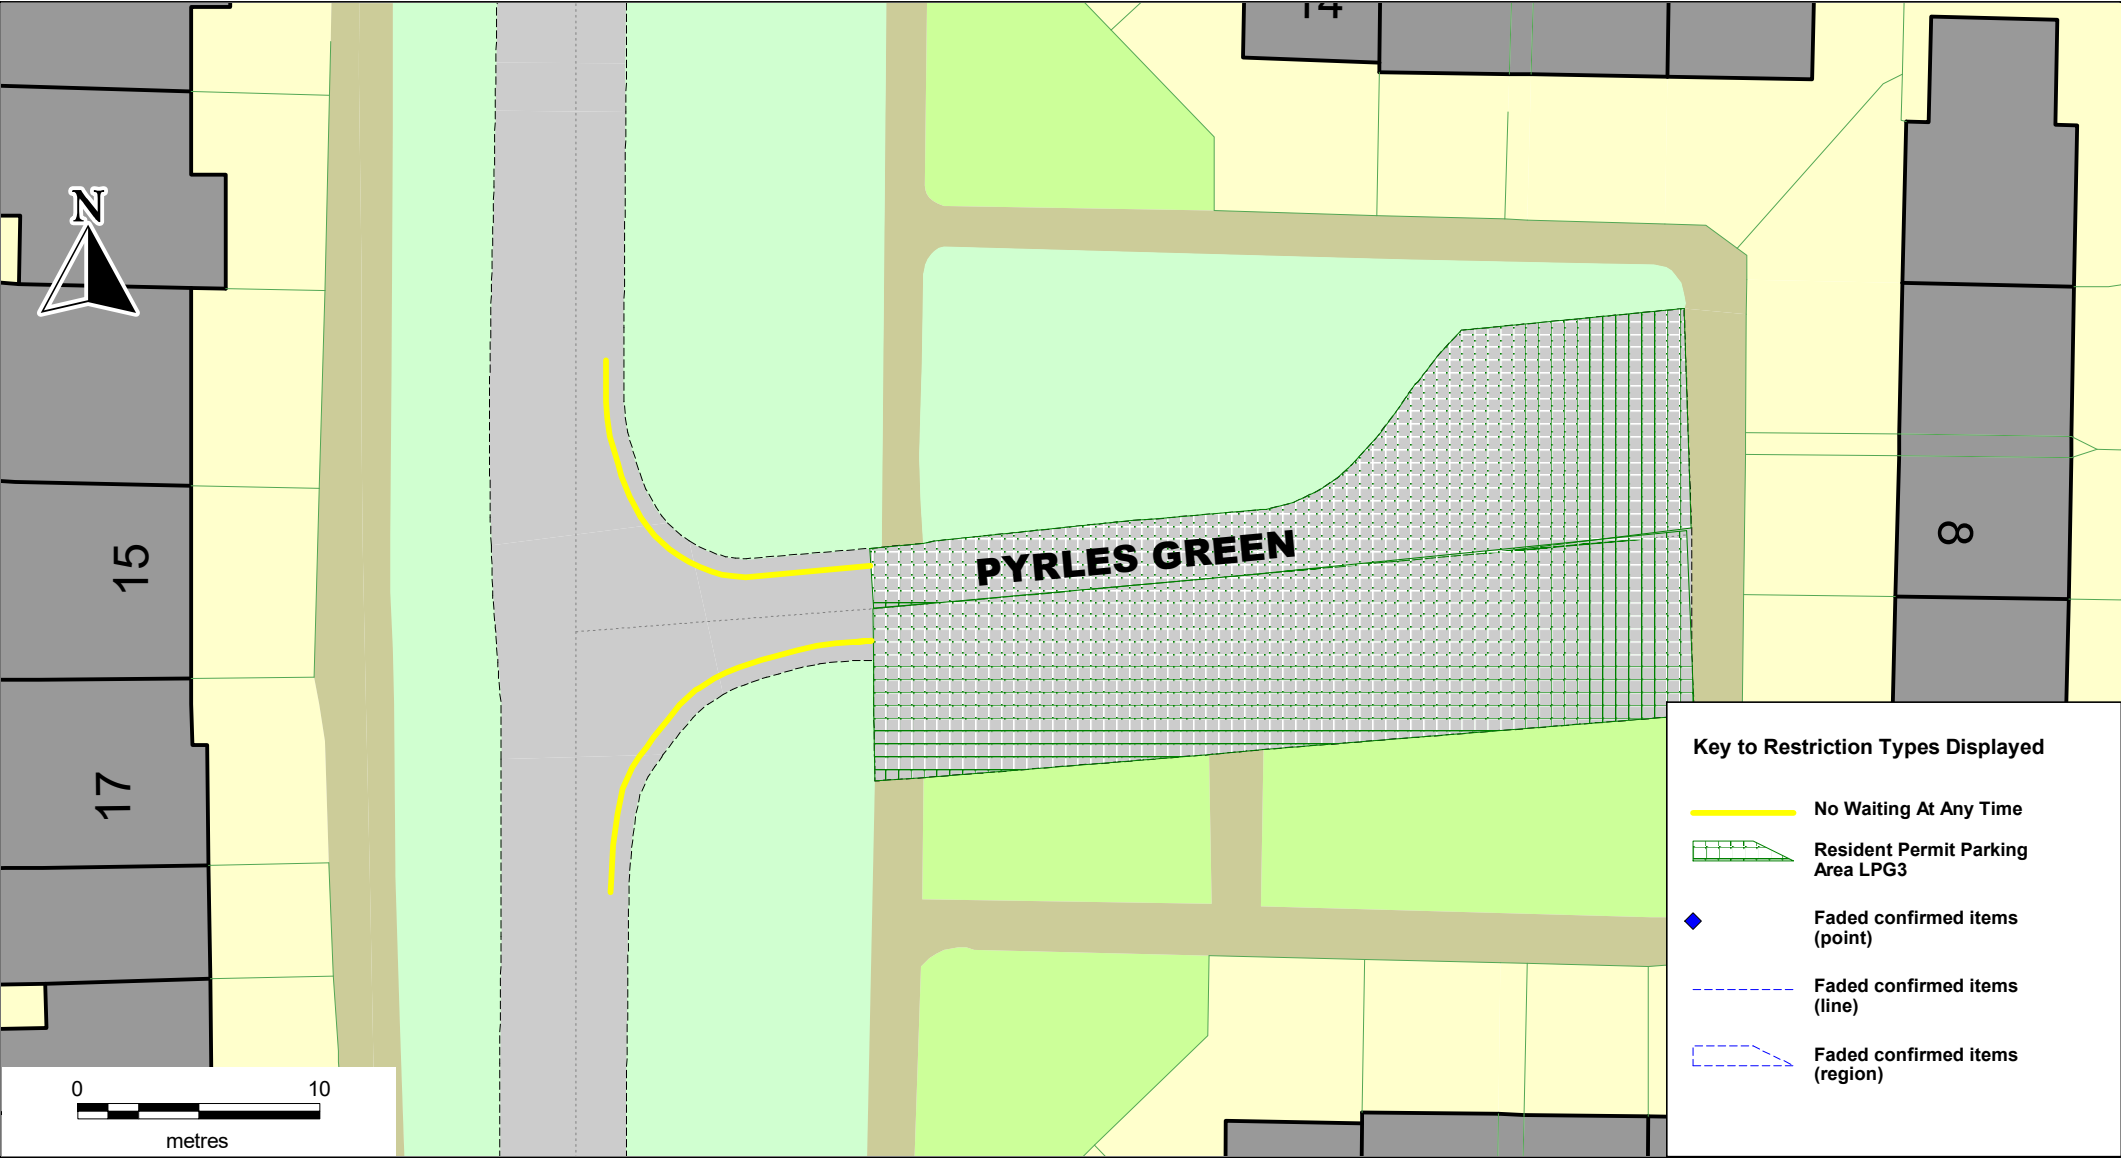 14
N
8
PYRLES GREEN
15
17
Key to Restriction Types Displayed
No Waiting At Any Time
Resident Permit Parking
Area LPG3
Faded confirmed items
(point)
Faded confirmed items
(line)
Faded confirmed items
(region)
0 10
metres